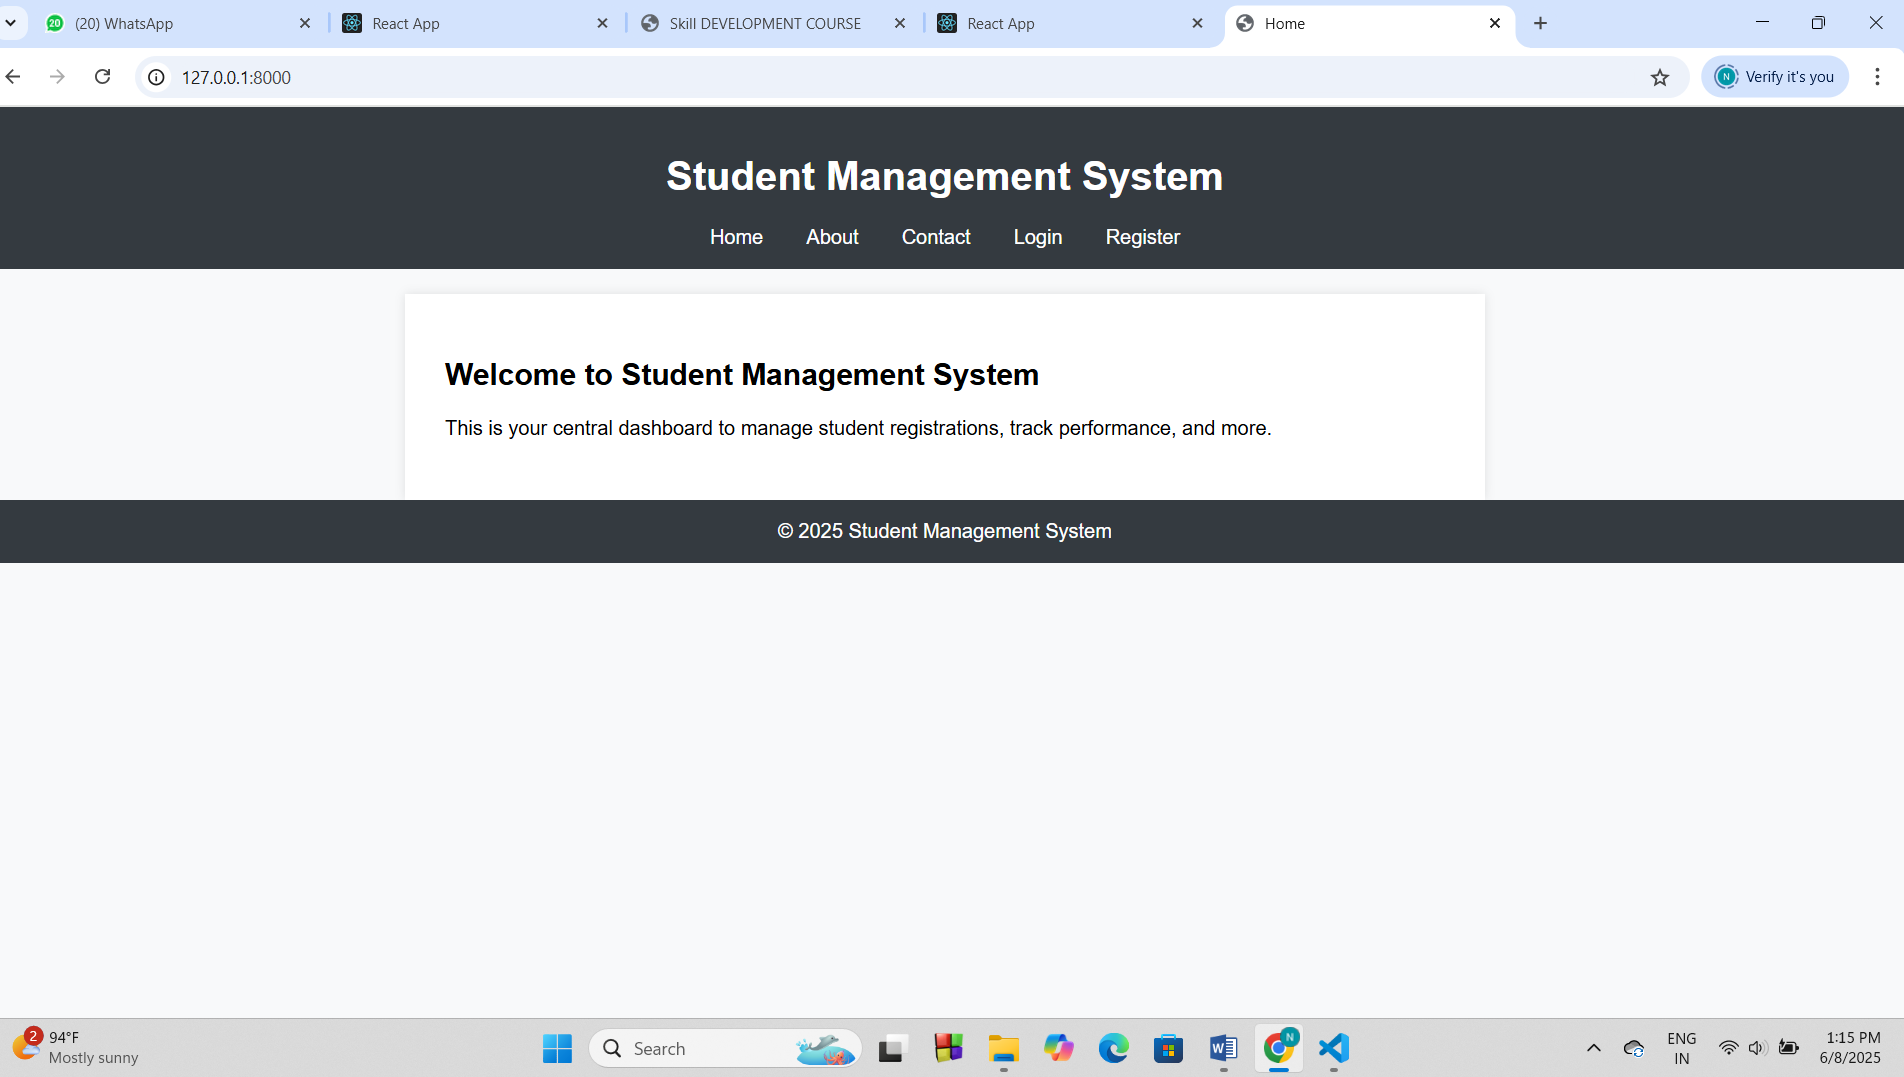 20 (20) WhatsApp
React App
Skill DEVELOPMENT COURSE
React App
Home
127.0.0.1:8000
N Verify it's you
Student Management System
Home About Contact Login Register
Welcome to Student Management System
This is your central dashboard to manage student registrations, track performance, and more.
© 2025 Student Management System
2 94°F
Mostly sunny
Search
W
N
ENG
IN
1:15 PM
6/8/2025